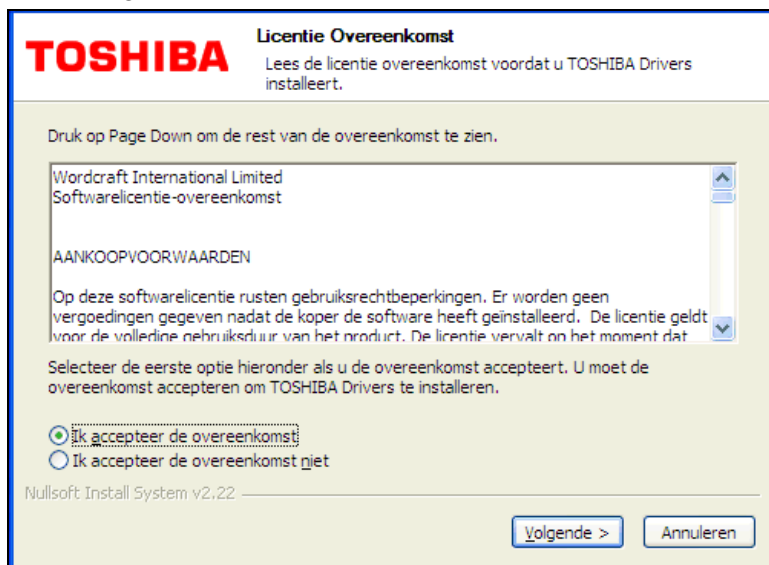 TOSHIBA
Licentie Overeenkomst
Lees de licentie overeenkomst voordat u TOSHIBA Drivers
installeert.
Druk op Page Down om de rest van de overeenkomst te zien.
Wordcraft International Limited
Softwarelicentie-overeenkomst
AANKOOPVOORWAARDEN
Op deze softwarelicentie rusten gebruiksrechtbeperkingen. Er worden geen
vergoedingen gegeven nadat de koper de software heeft geïnstalleerd. De licentie geldt
voor de volledige gebruiksduur van het product. De licentie vervalt op het moment dat
Selecteer de eerste optie hieronder als u de overeenkomst accepteert. U moet de
overeenkomst accepteren om TOSHIBA Drivers te installeren.
Ik accepteer de overeenkomst
Ik accepteer de overeenkomst niet
Nullsoft Install System v2.22
Volgende >
Annuleren